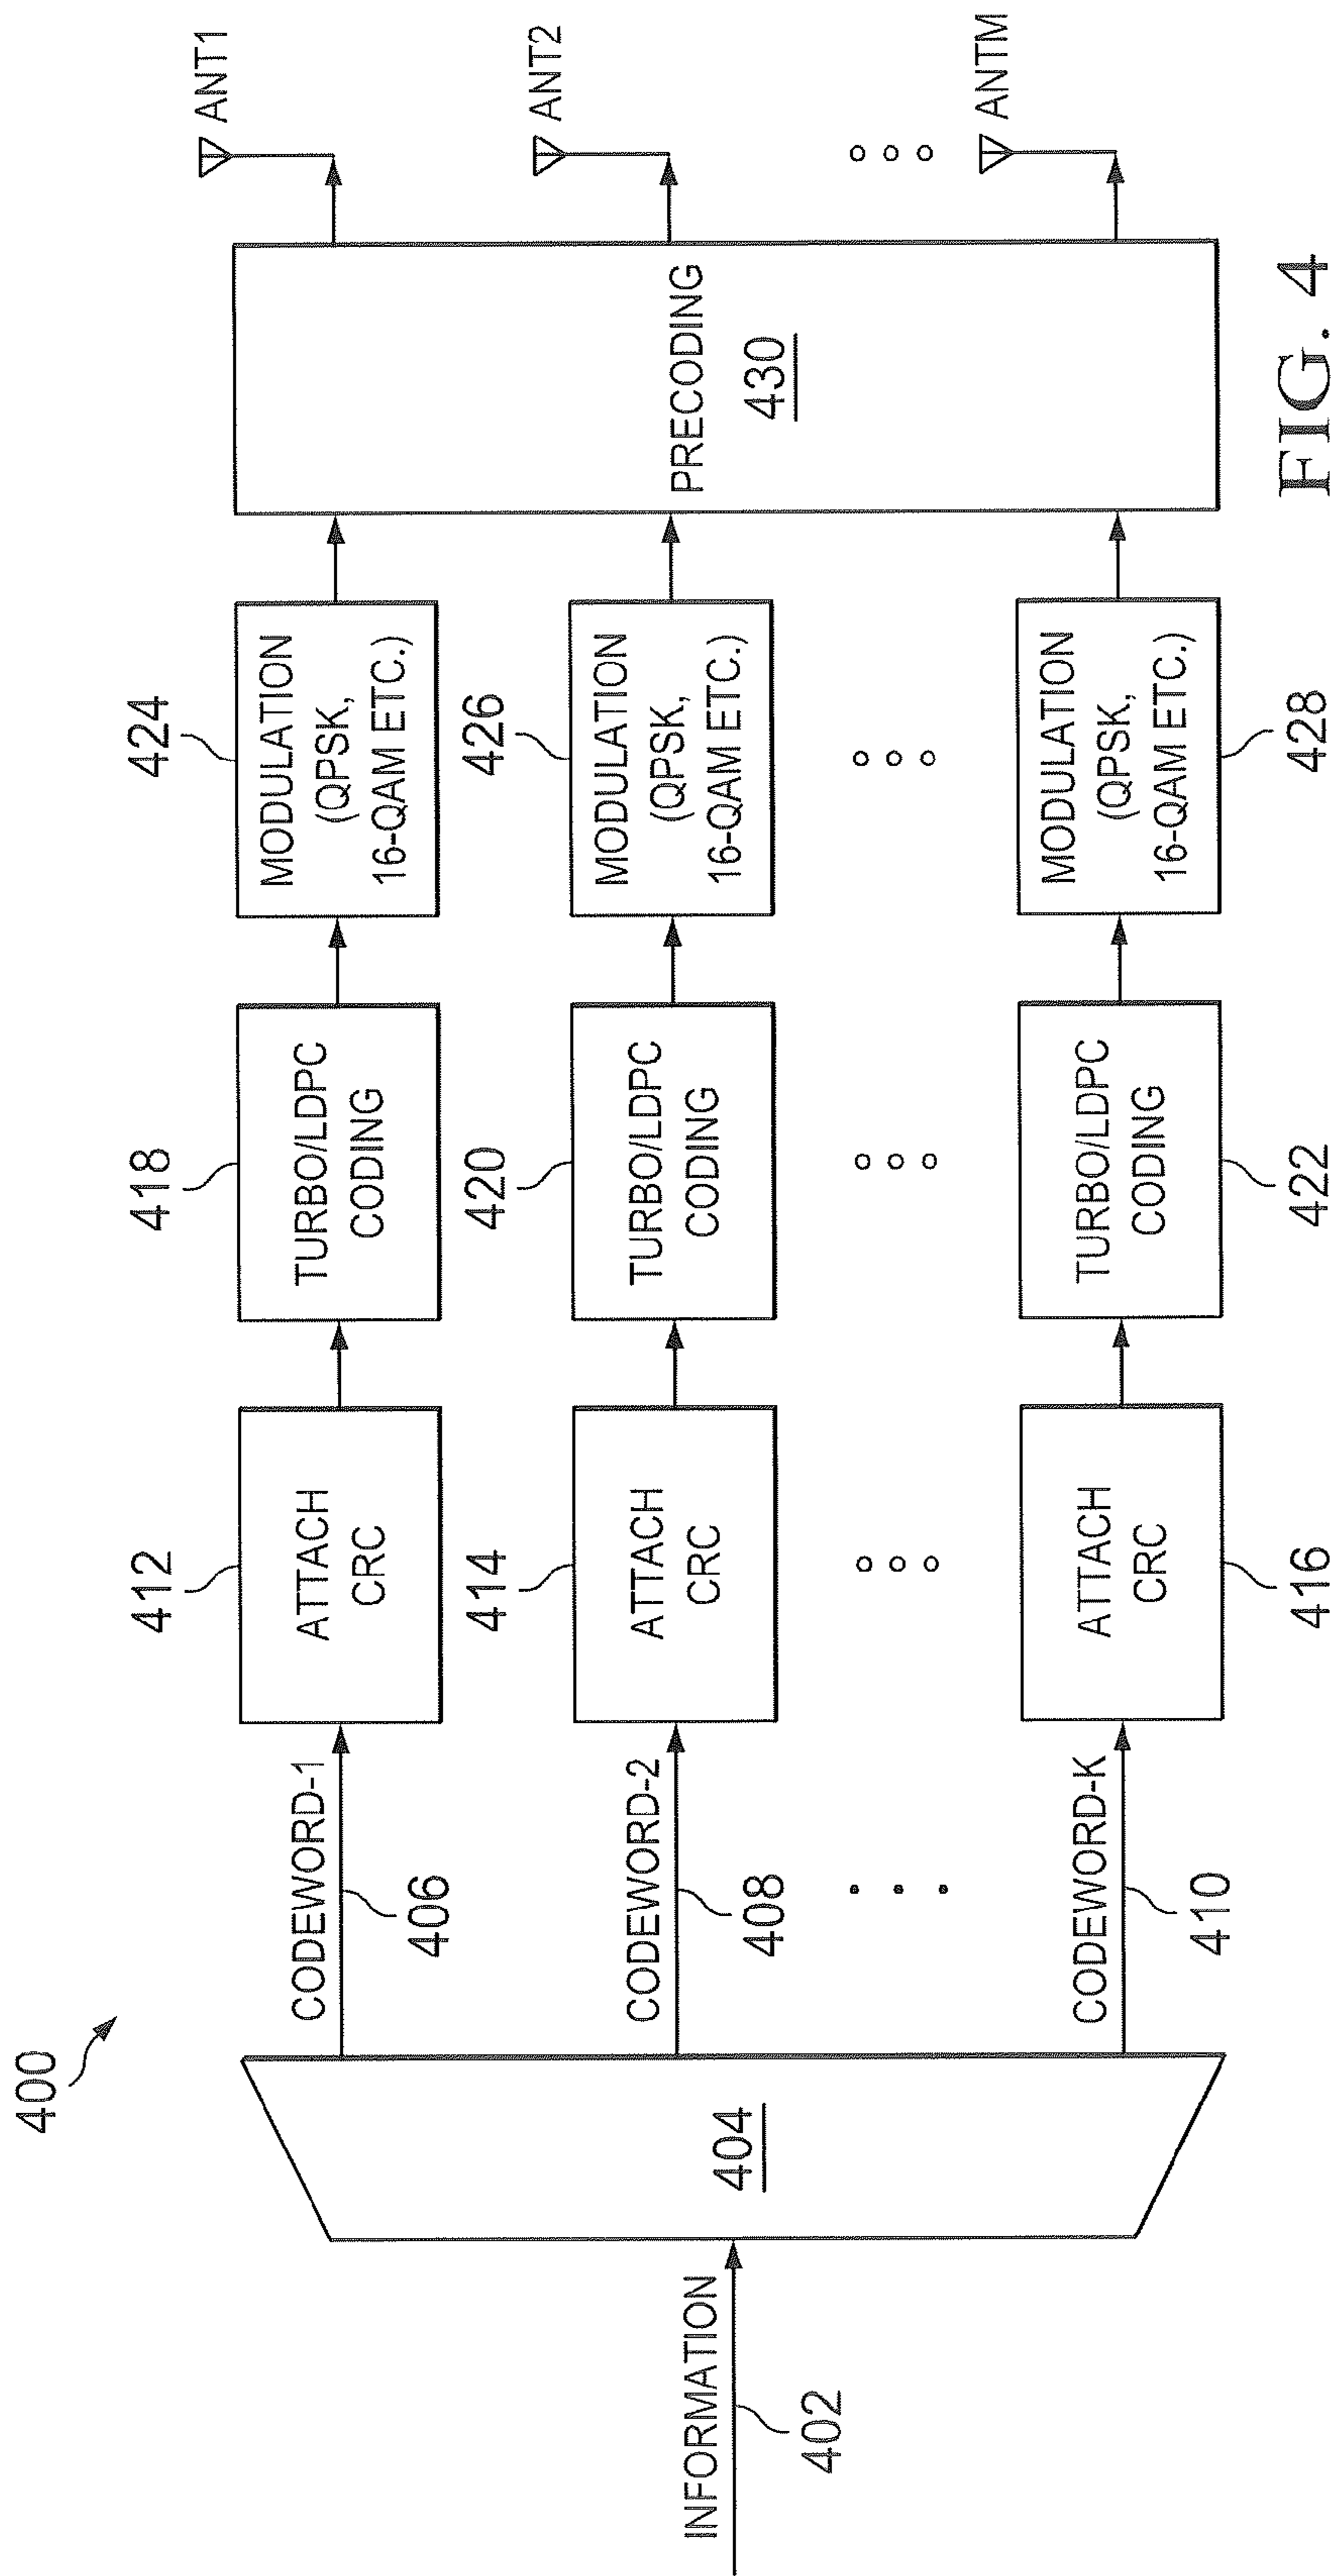 400
INFORMATION
402
404
CODEWORD-1
406
CODEWORD-2
408
CODEWORD-K
410
412
ATTACH
CRC
414
ATTACH
CRC
416
ATTACH
CRC
418
TURBO/LDPC
CODING
420
TURBO/LDPC
CODING
422
TURBO/LDPC
CODING
424
MODULATION
(QPSK,
16-QAM ETC.)
426
MODULATION
(QPSK,
16-QAM ETC.)
428
MODULATION
(QPSK,
16-QAM ETC.)
PRECODING
430
ANT1
ANT2
ANTM
FIG. 4